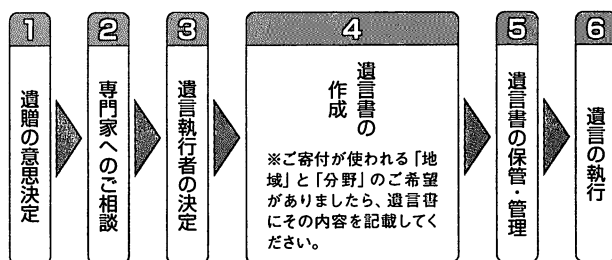 1
遺贈の意思決定
2
専門家へのご相談
3
遺言執行者の決定
4
遺言書の
作成
※ご寄付が使われる「地
域」と「分野」のご希望
がありましたら、遺言書
にその内容を記載してく
ださい。
5
遺言書の保管・管理
6
遺言の執行